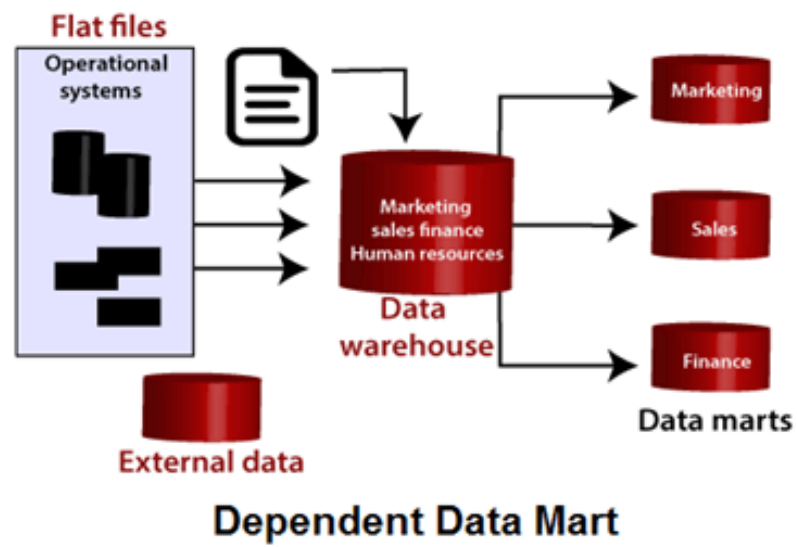 Flat files
Operational
systems
Marketing
sales finance
Human resources
Data
warehouse
Marketing
Sales
Finance
Data marts
External data
Dependent Data Mart